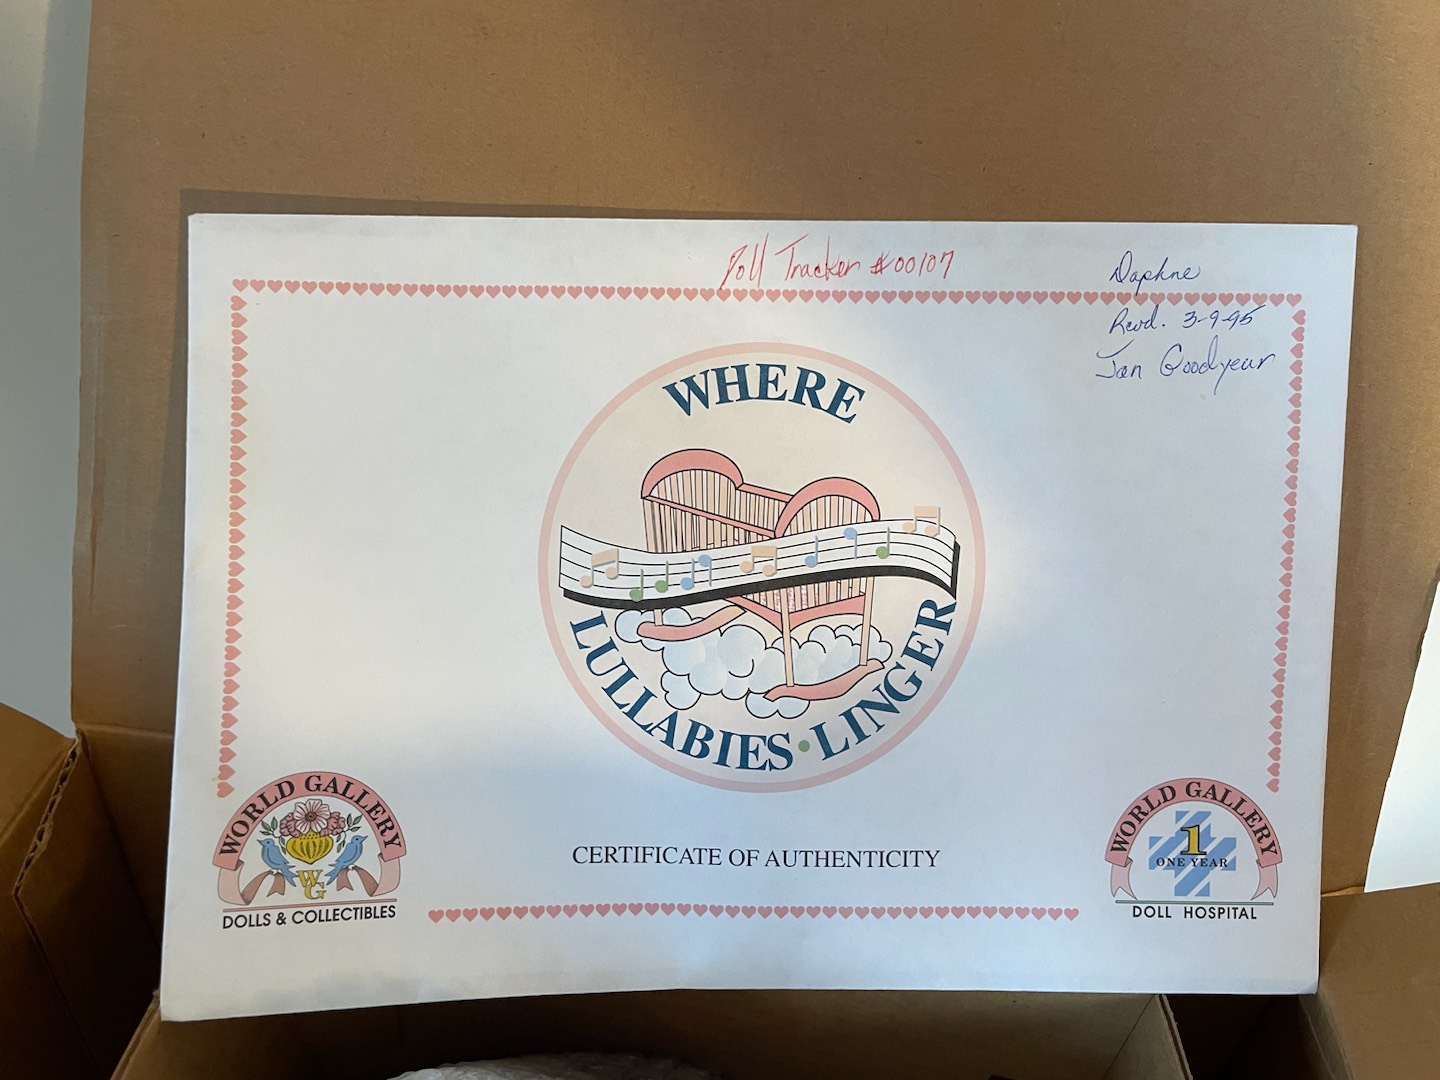 Doll Tracker #00107
Daphne
Recvd. 3-9-95
Jan Goodyear
WHERE
LULLABIES • LINGER
CERTIFICATE OF AUTHENTICITY
WORLD GALLERY
WG
DOLLS & COLLECTIBLES
WORLD GALLERY
1
ONE YEAR
DOLL HOSPITAL